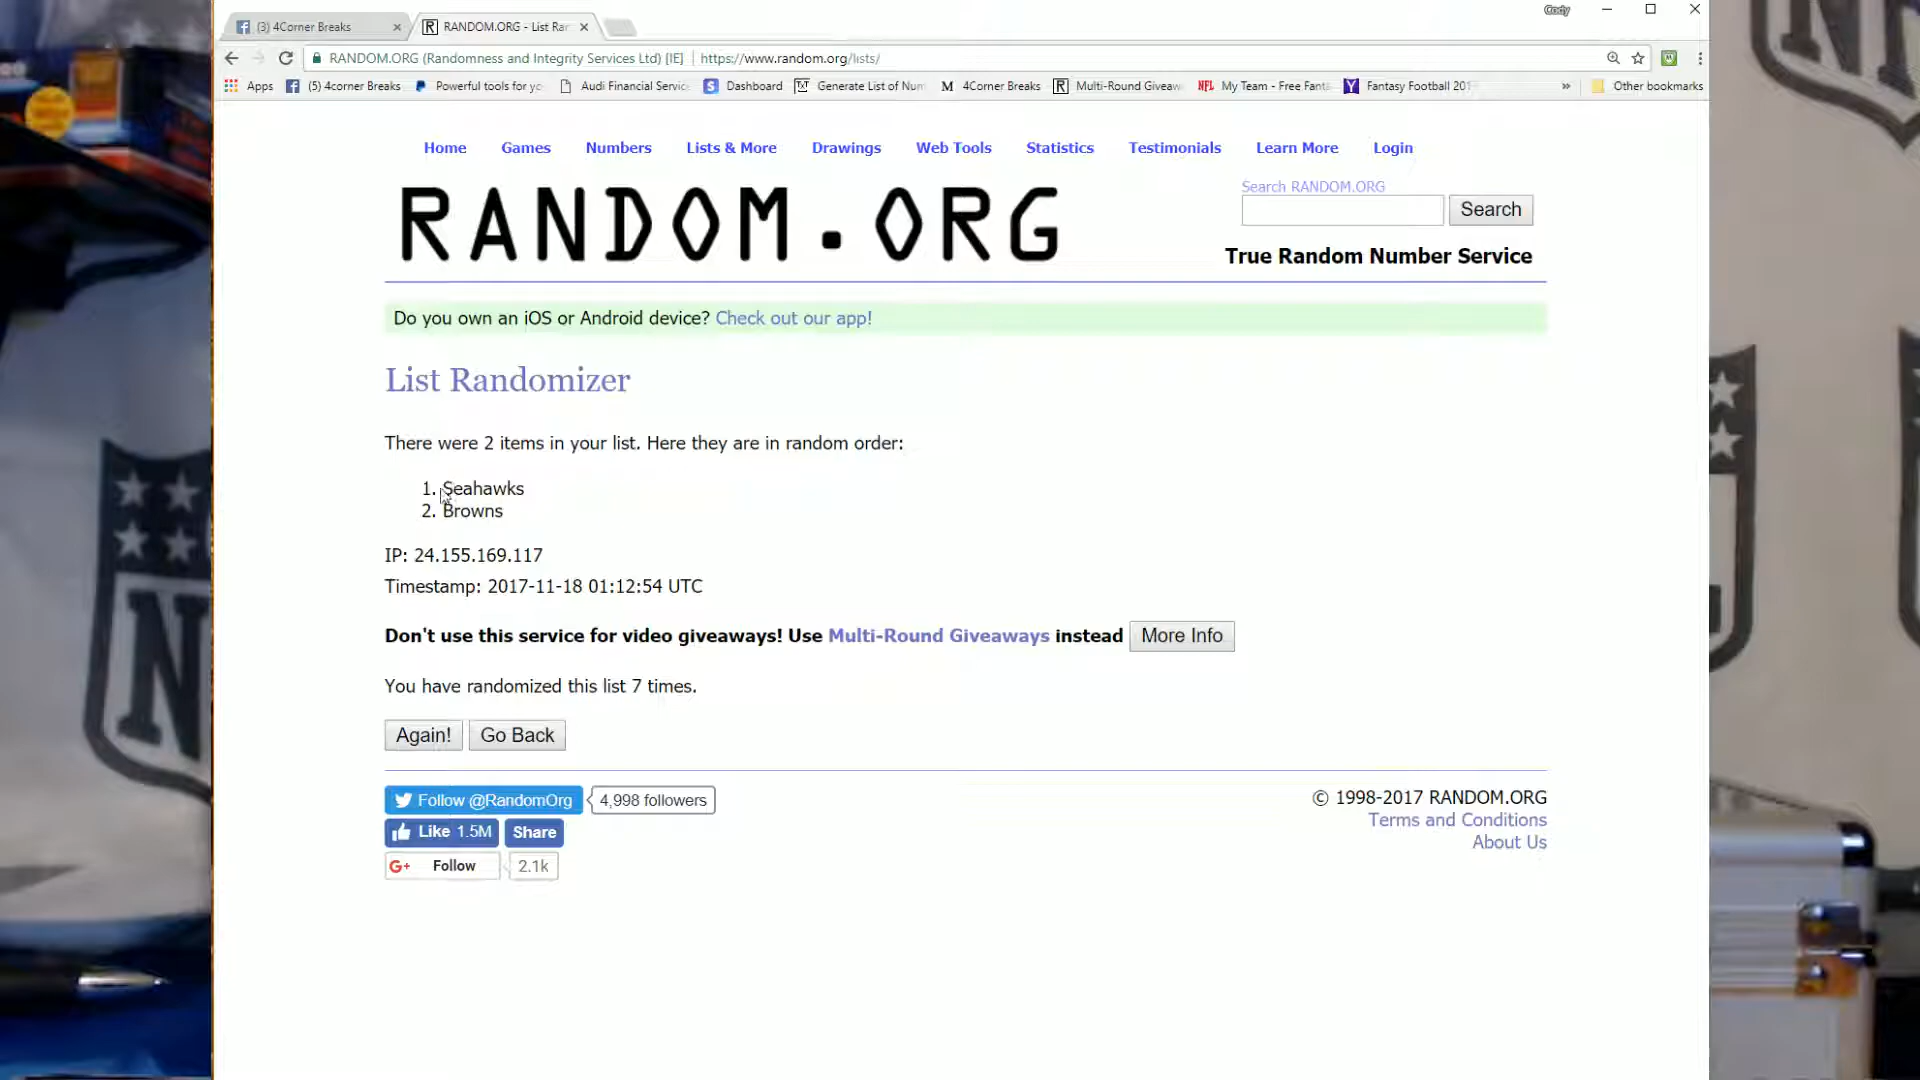 Cody
(3) 4Corner Breaks
RANDOM.ORG - List Rar
RANDOM.ORG (Randomness and Integrity Services Ltd) [IE] https://www.random.org/lists/
Apps (5) 4corner Breaks Powerful tools for yo Audi Financial Servic Dashboard Generate List of Num 4Corner Breaks Multi-Round Giveaw My Team - Free Fanta Fantasy Football 201 » Other bookmarks
Home Games Numbers Lists & More Drawings Web Tools Statistics Testimonials Learn More Login
RANDOM.ORG
Search RANDOM.ORG
Search
True Random Number Service
Do you own an iOS or Android device? Check out our app!
List Randomizer
There were 2 items in your list. Here they are in random order:
1. Seahawks
2. Browns
IP: 24.155.169.117
Timestamp: 2017-11-18 01:12:54 UTC
Don't use this service for video giveaways! Use Multi-Round Giveaways instead More Info
You have randomized this list 7 times.
Again! Go Back
Follow @RandomOrg 4,998 followers
Like 1.5M Share
G+ Follow 2.1k
© 1998-2017 RANDOM.ORG
Terms and Conditions
About Us